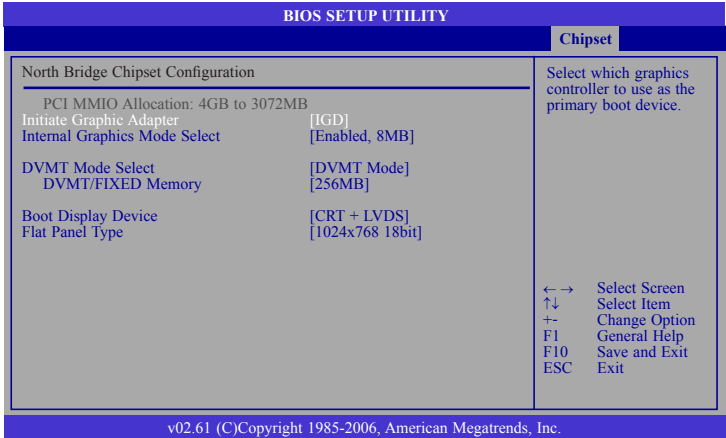 BIOS SETUP UTILITY
Chipset
North Bridge Chipset Configuration
PCI MMIO Allocation: 4GB to 3072MB
Initiate Graphic Adapter [IGD]
Internal Graphics Mode Select [Enabled, 8MB]
DVMT Mode Select [DVMT Mode]
DVMT/FIXED Memory [256MB]
Boot Display Device [CRT + LVDS]
Flat Panel Type [1024x768 18bit]
Select which graphics
controller to use as the
primary boot device.
←→ Select Screen
↑↓ Select Item
+- Change Option
F1 General Help
F10 Save and Exit
ESC Exit
v02.61 (C)Copyright 1985-2006, American Megatrends, Inc.